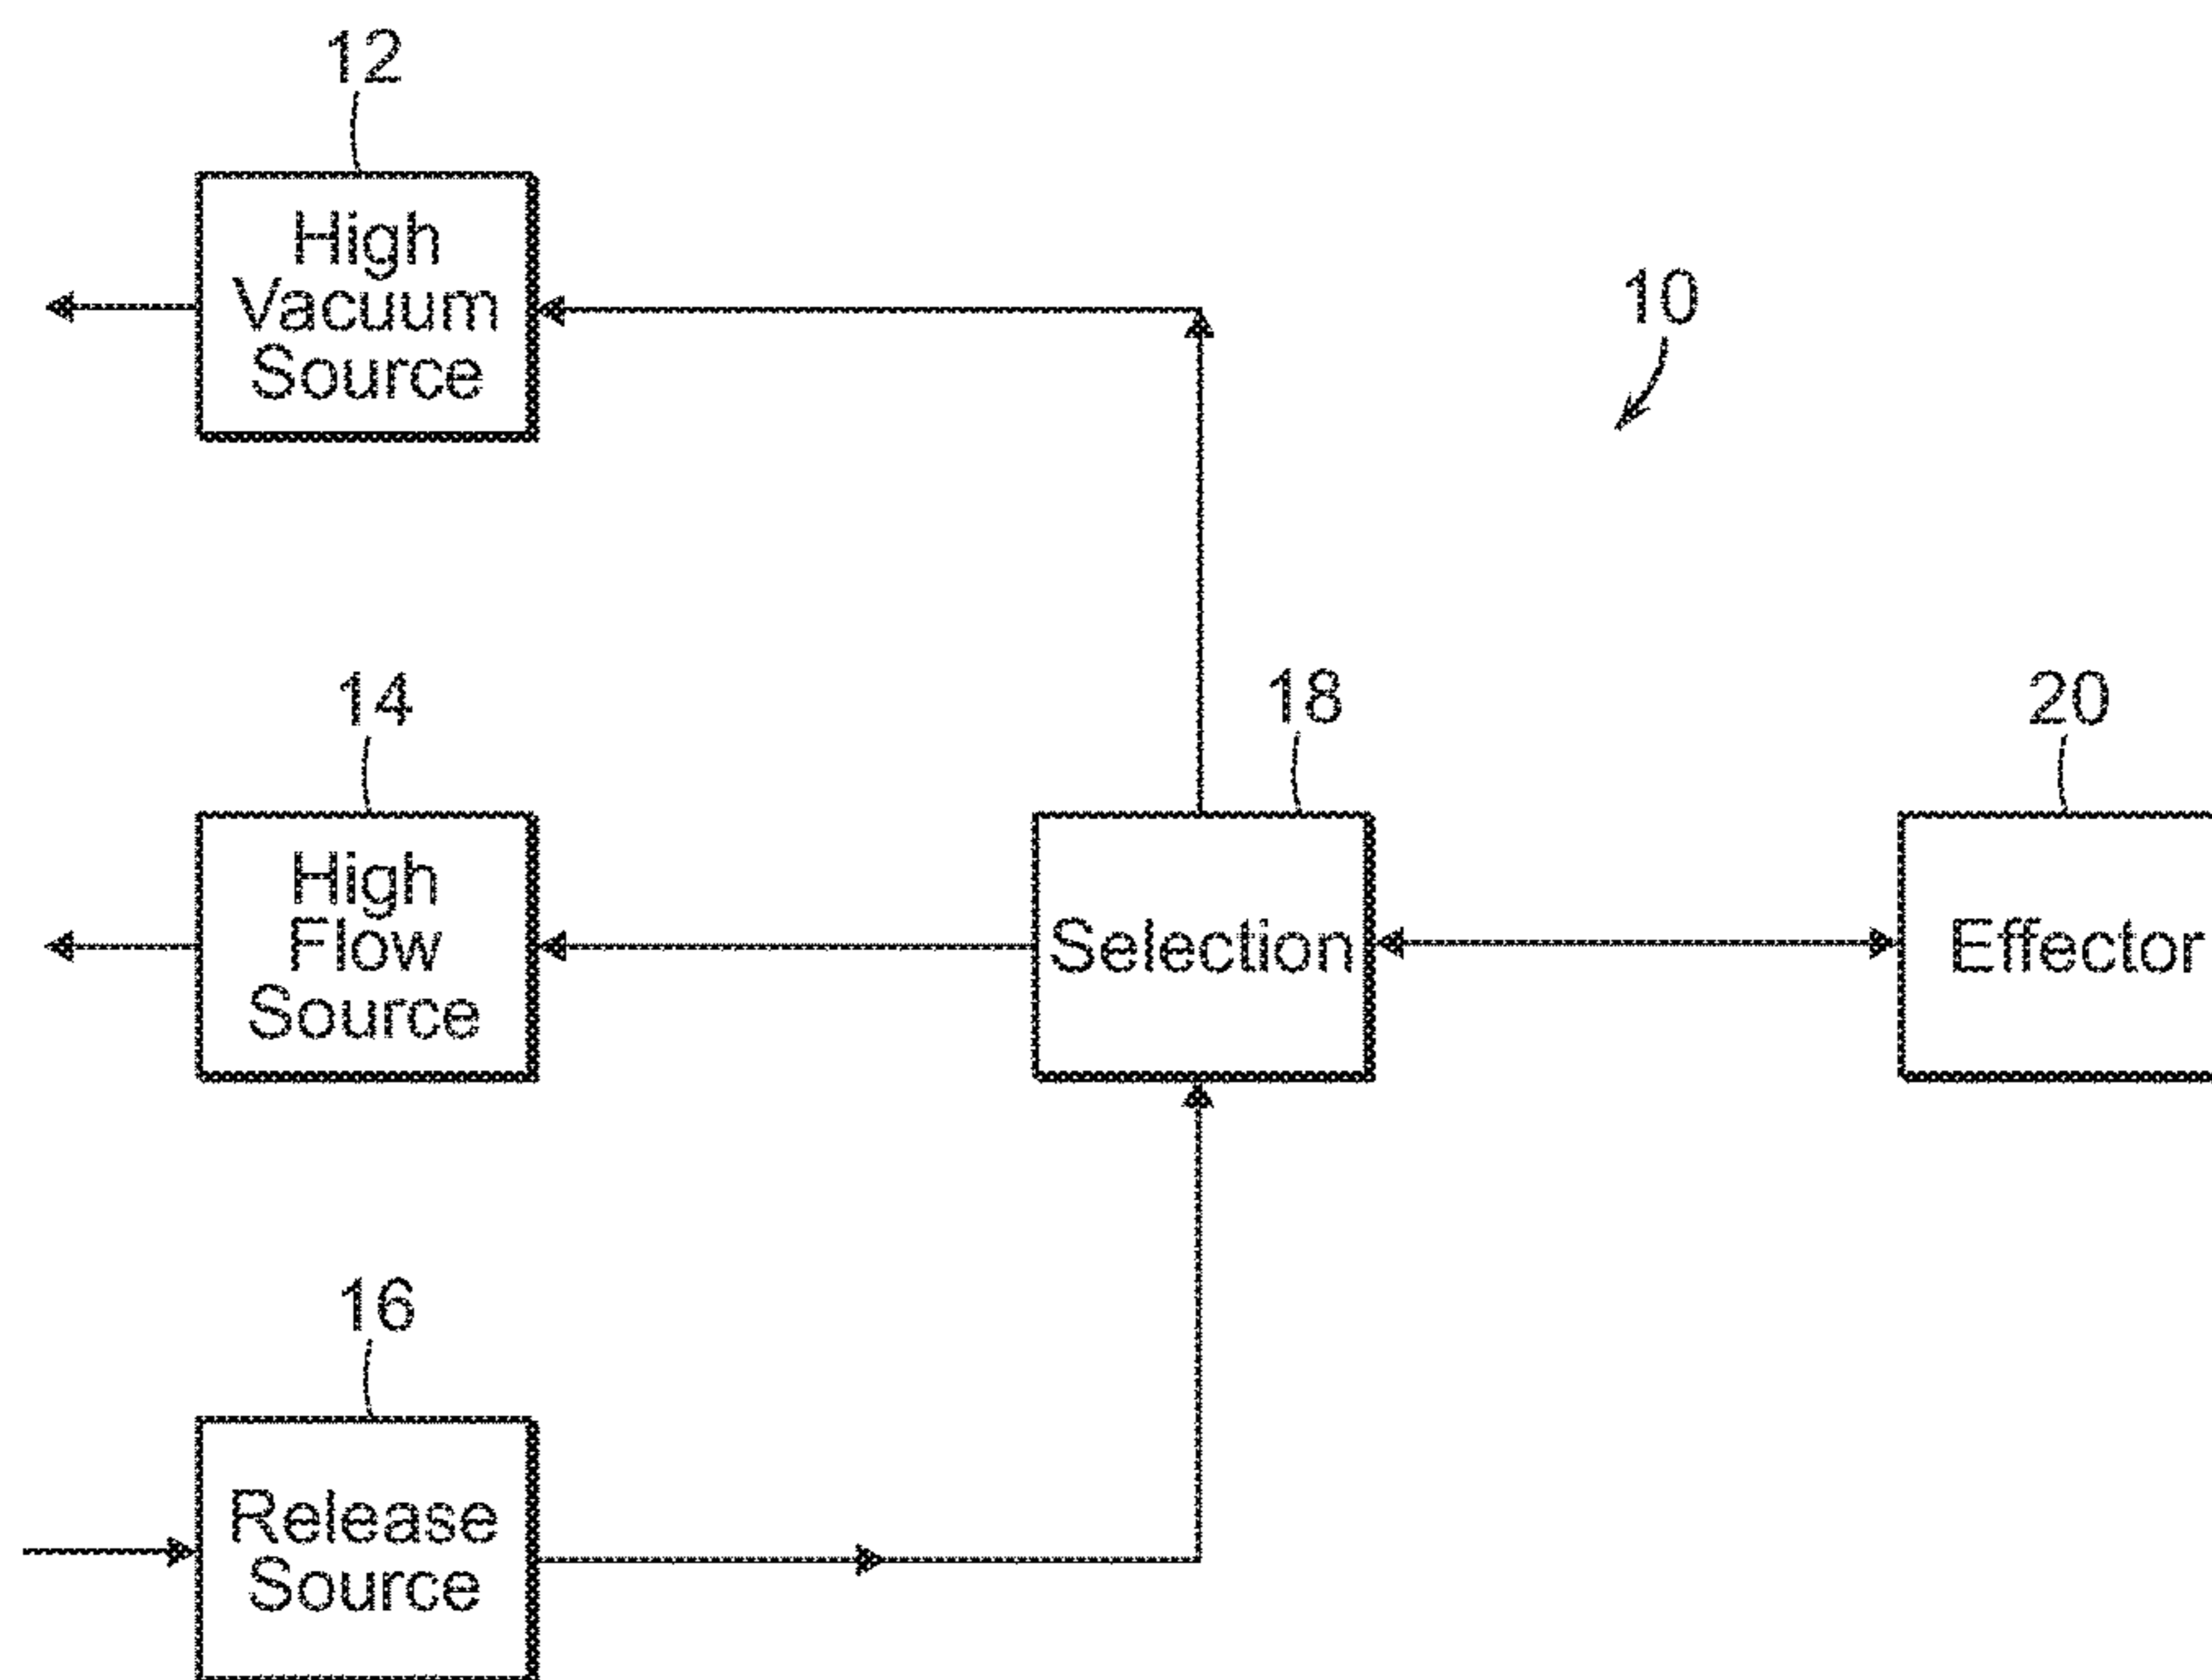 12
High
Vacuum
Source
10
14
High
Flow
Source
18
Selection
20
Effector
16
Release
Source